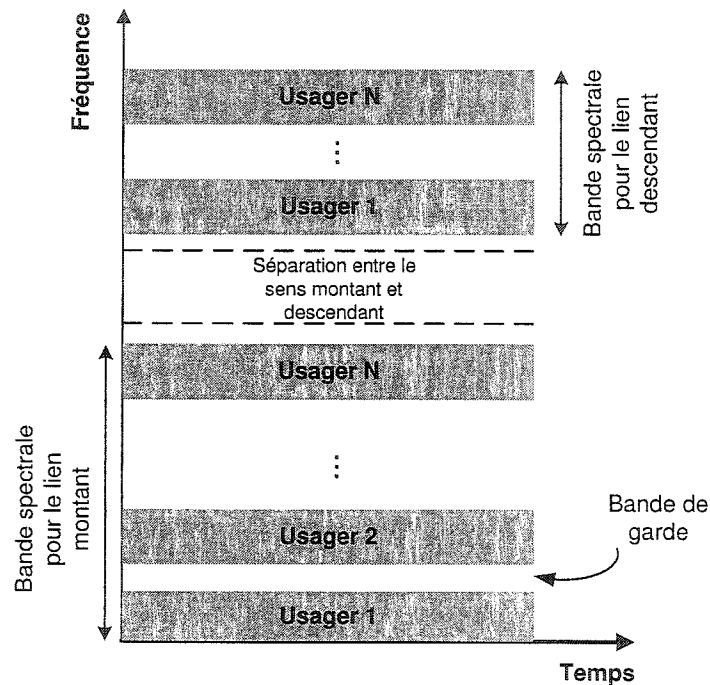 Fréquence
Usager N
⋮
Usager 1
Bande spectrale
pour le lien
descendant
Séparation entre le
sens montant et
descendant
Usager N
⋮
Usager 2
Usager 1
Bande spectrale
pour le lien
montant
Bande de
garde
Temps